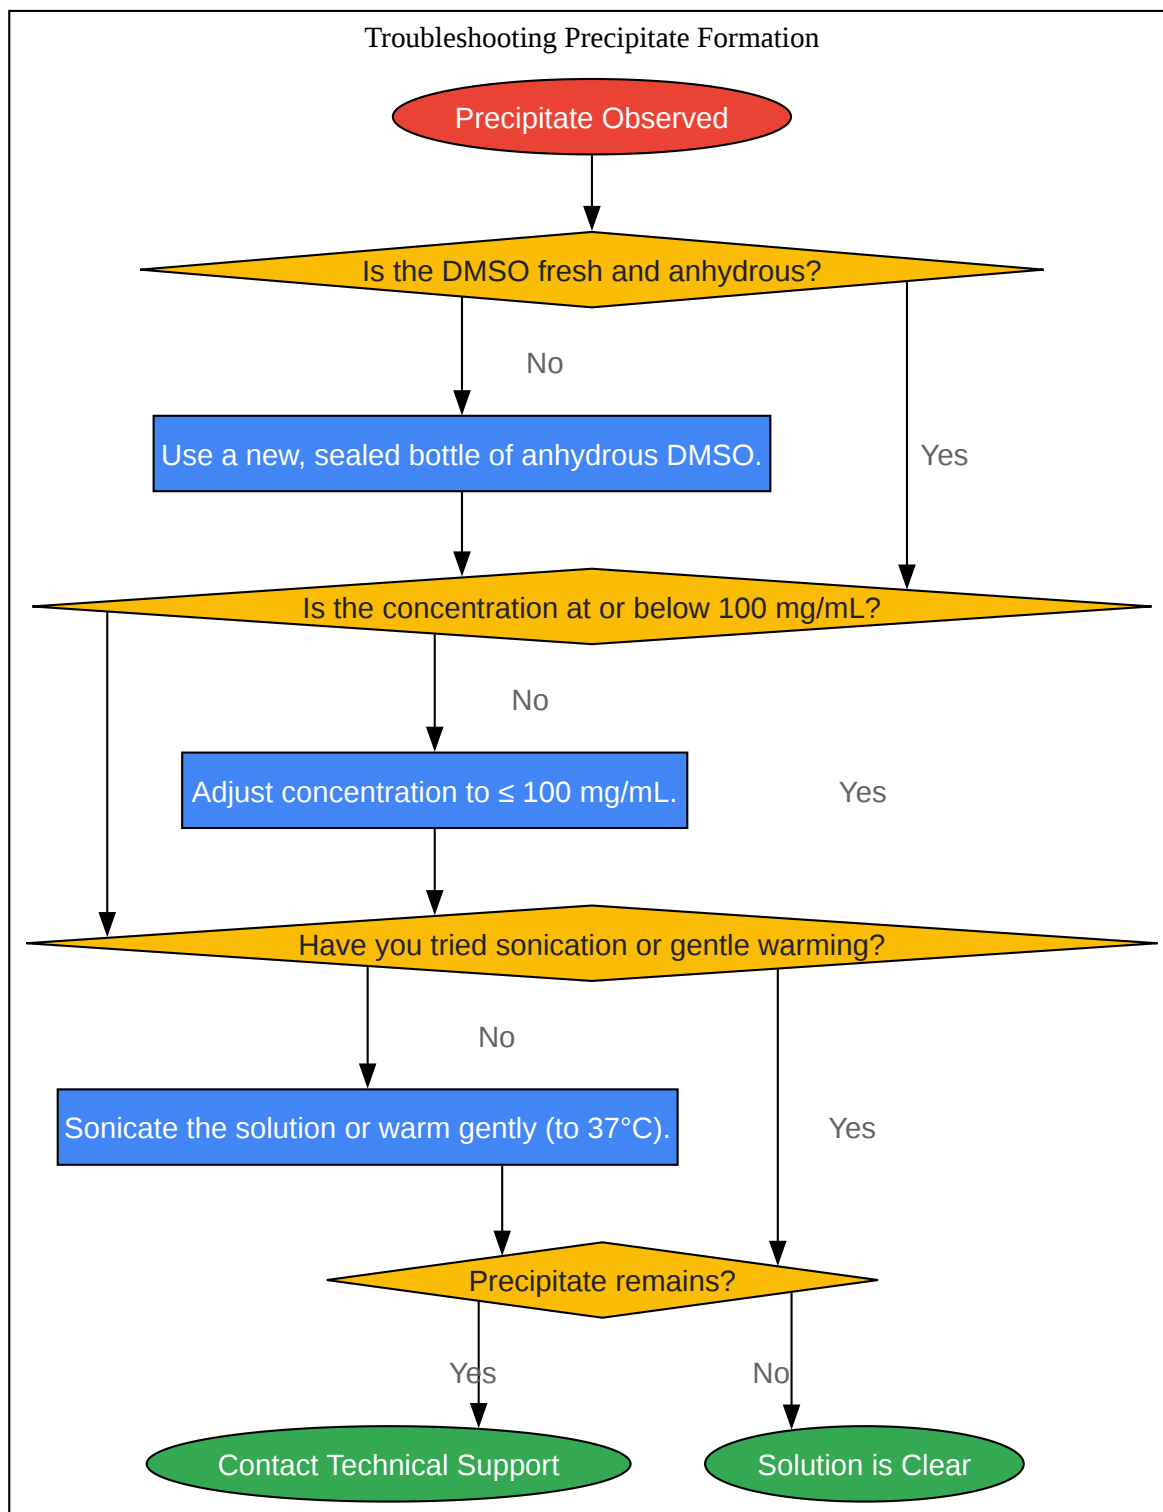 Troubleshooting Precipitate Formation
Precipitate Observed
Is the DMSO fresh and anhydrous?
No
Use a new, sealed bottle of anhydrous DMSO.
Yes
Is the concentration at or below 100 mg/mL?
No
Adjust concentration to ≤ 100 mg/mL.
Yes
Have you tried sonication or gentle warming?
No
Sonicate the solution or warm gently (to 37°C).
Yes
Precipitate remains?
Yes
No
Contact Technical Support
Solution is Clear